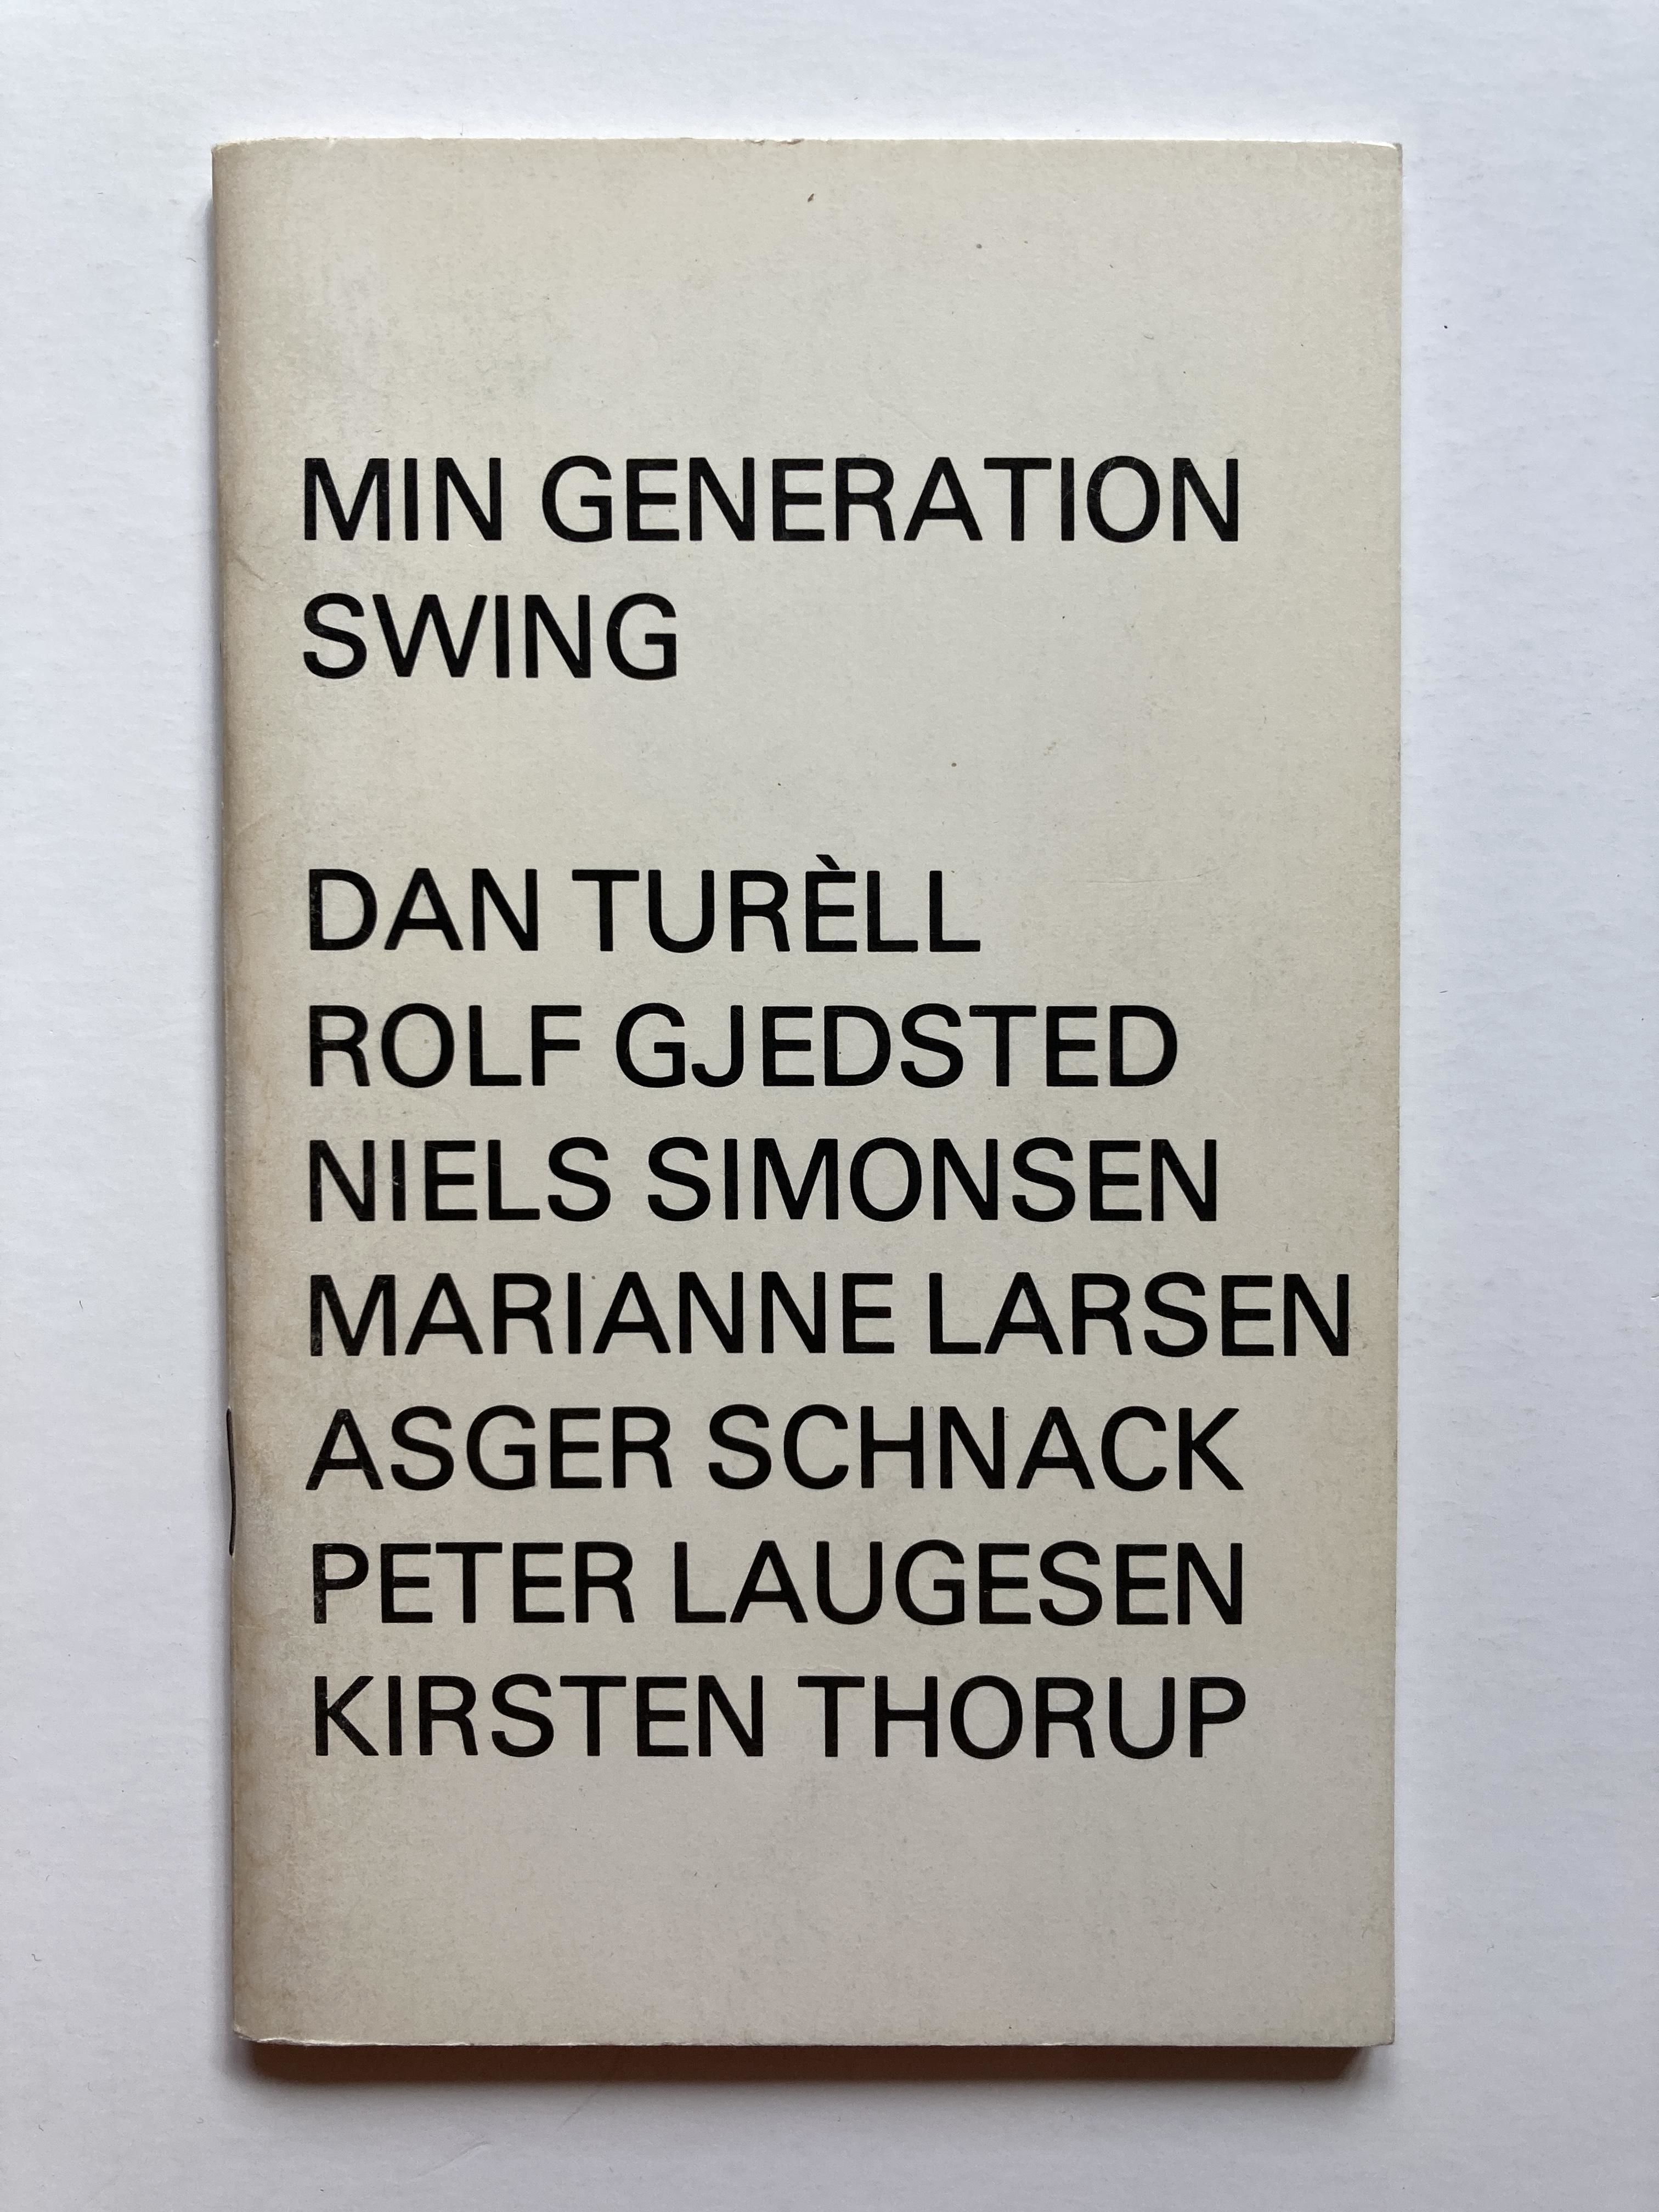 MIN GENERATION
SWING
DAN TURÈLL
ROLF GJEDSTED
NIELS SIMONSEN
MARIANNE LARSEN
ASGER SCHNACK
PETER LAUGESEN
KIRSTEN THORUP